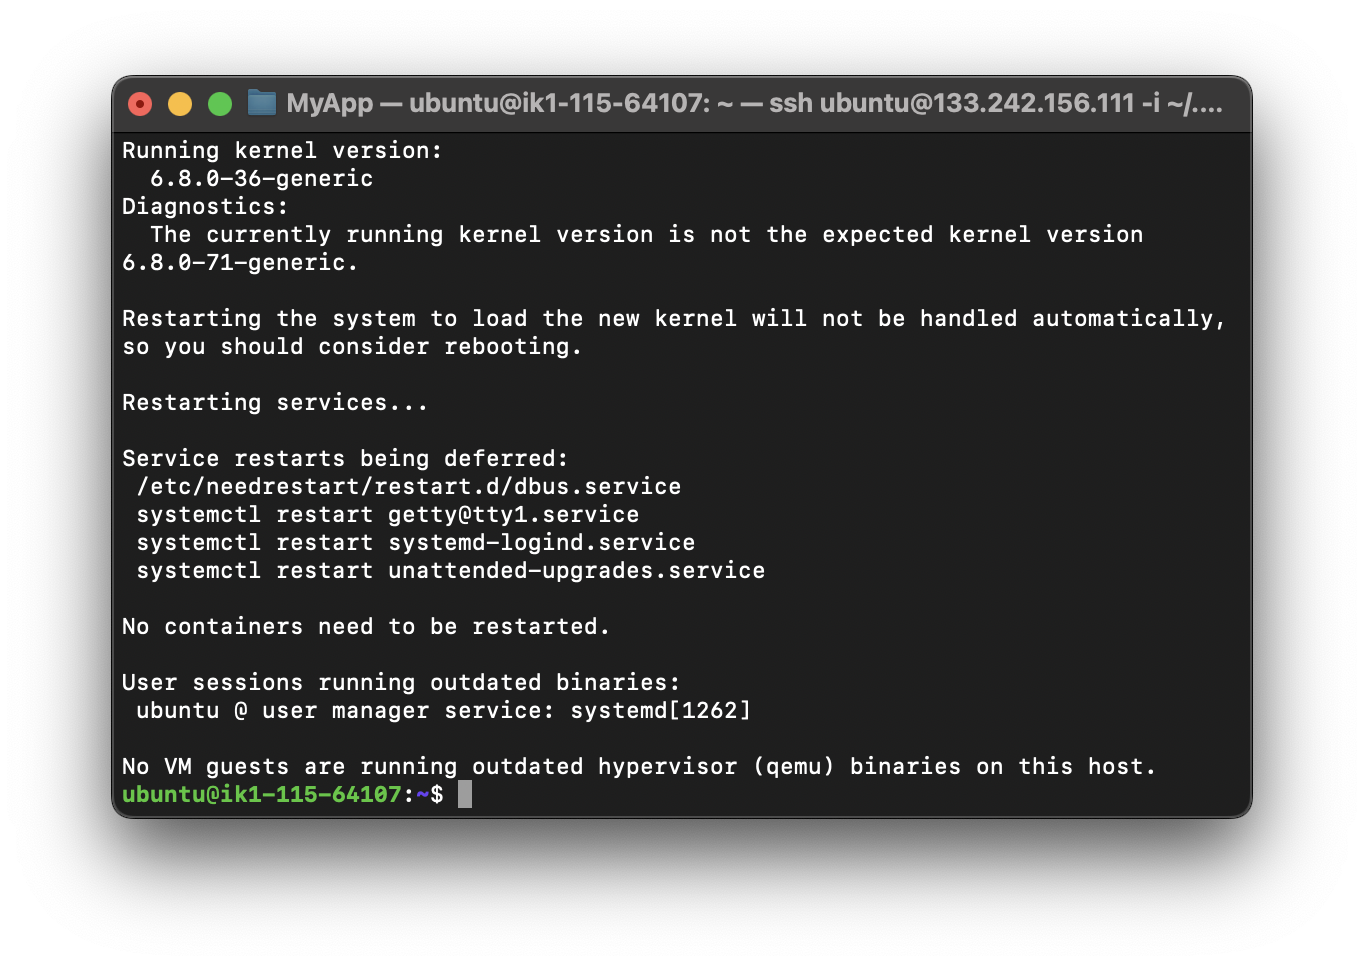 MyApp — ubuntu@ik1-115-64107: ~ — ssh ubuntu@133.242.156.111 -i ~/....
Running kernel version:
  6.8.0-36-generic
Diagnostics:
  The currently running kernel version is not the expected kernel version
6.8.0-71-generic.

Restarting the system to load the new kernel will not be handled automatically,
so you should consider rebooting.

Restarting services...

Service restarts being deferred:
 /etc/needrestart/restart.d/dbus.service
 systemctl restart getty@tty1.service
 systemctl restart systemd-logind.service
 systemctl restart unattended-upgrades.service

No containers need to be restarted.

User sessions running outdated binaries:
 ubuntu @ user manager service: systemd[1262]

No VM guests are running outdated hypervisor (qemu) binaries on this host.
ubuntu@ik1-115-64107:~$